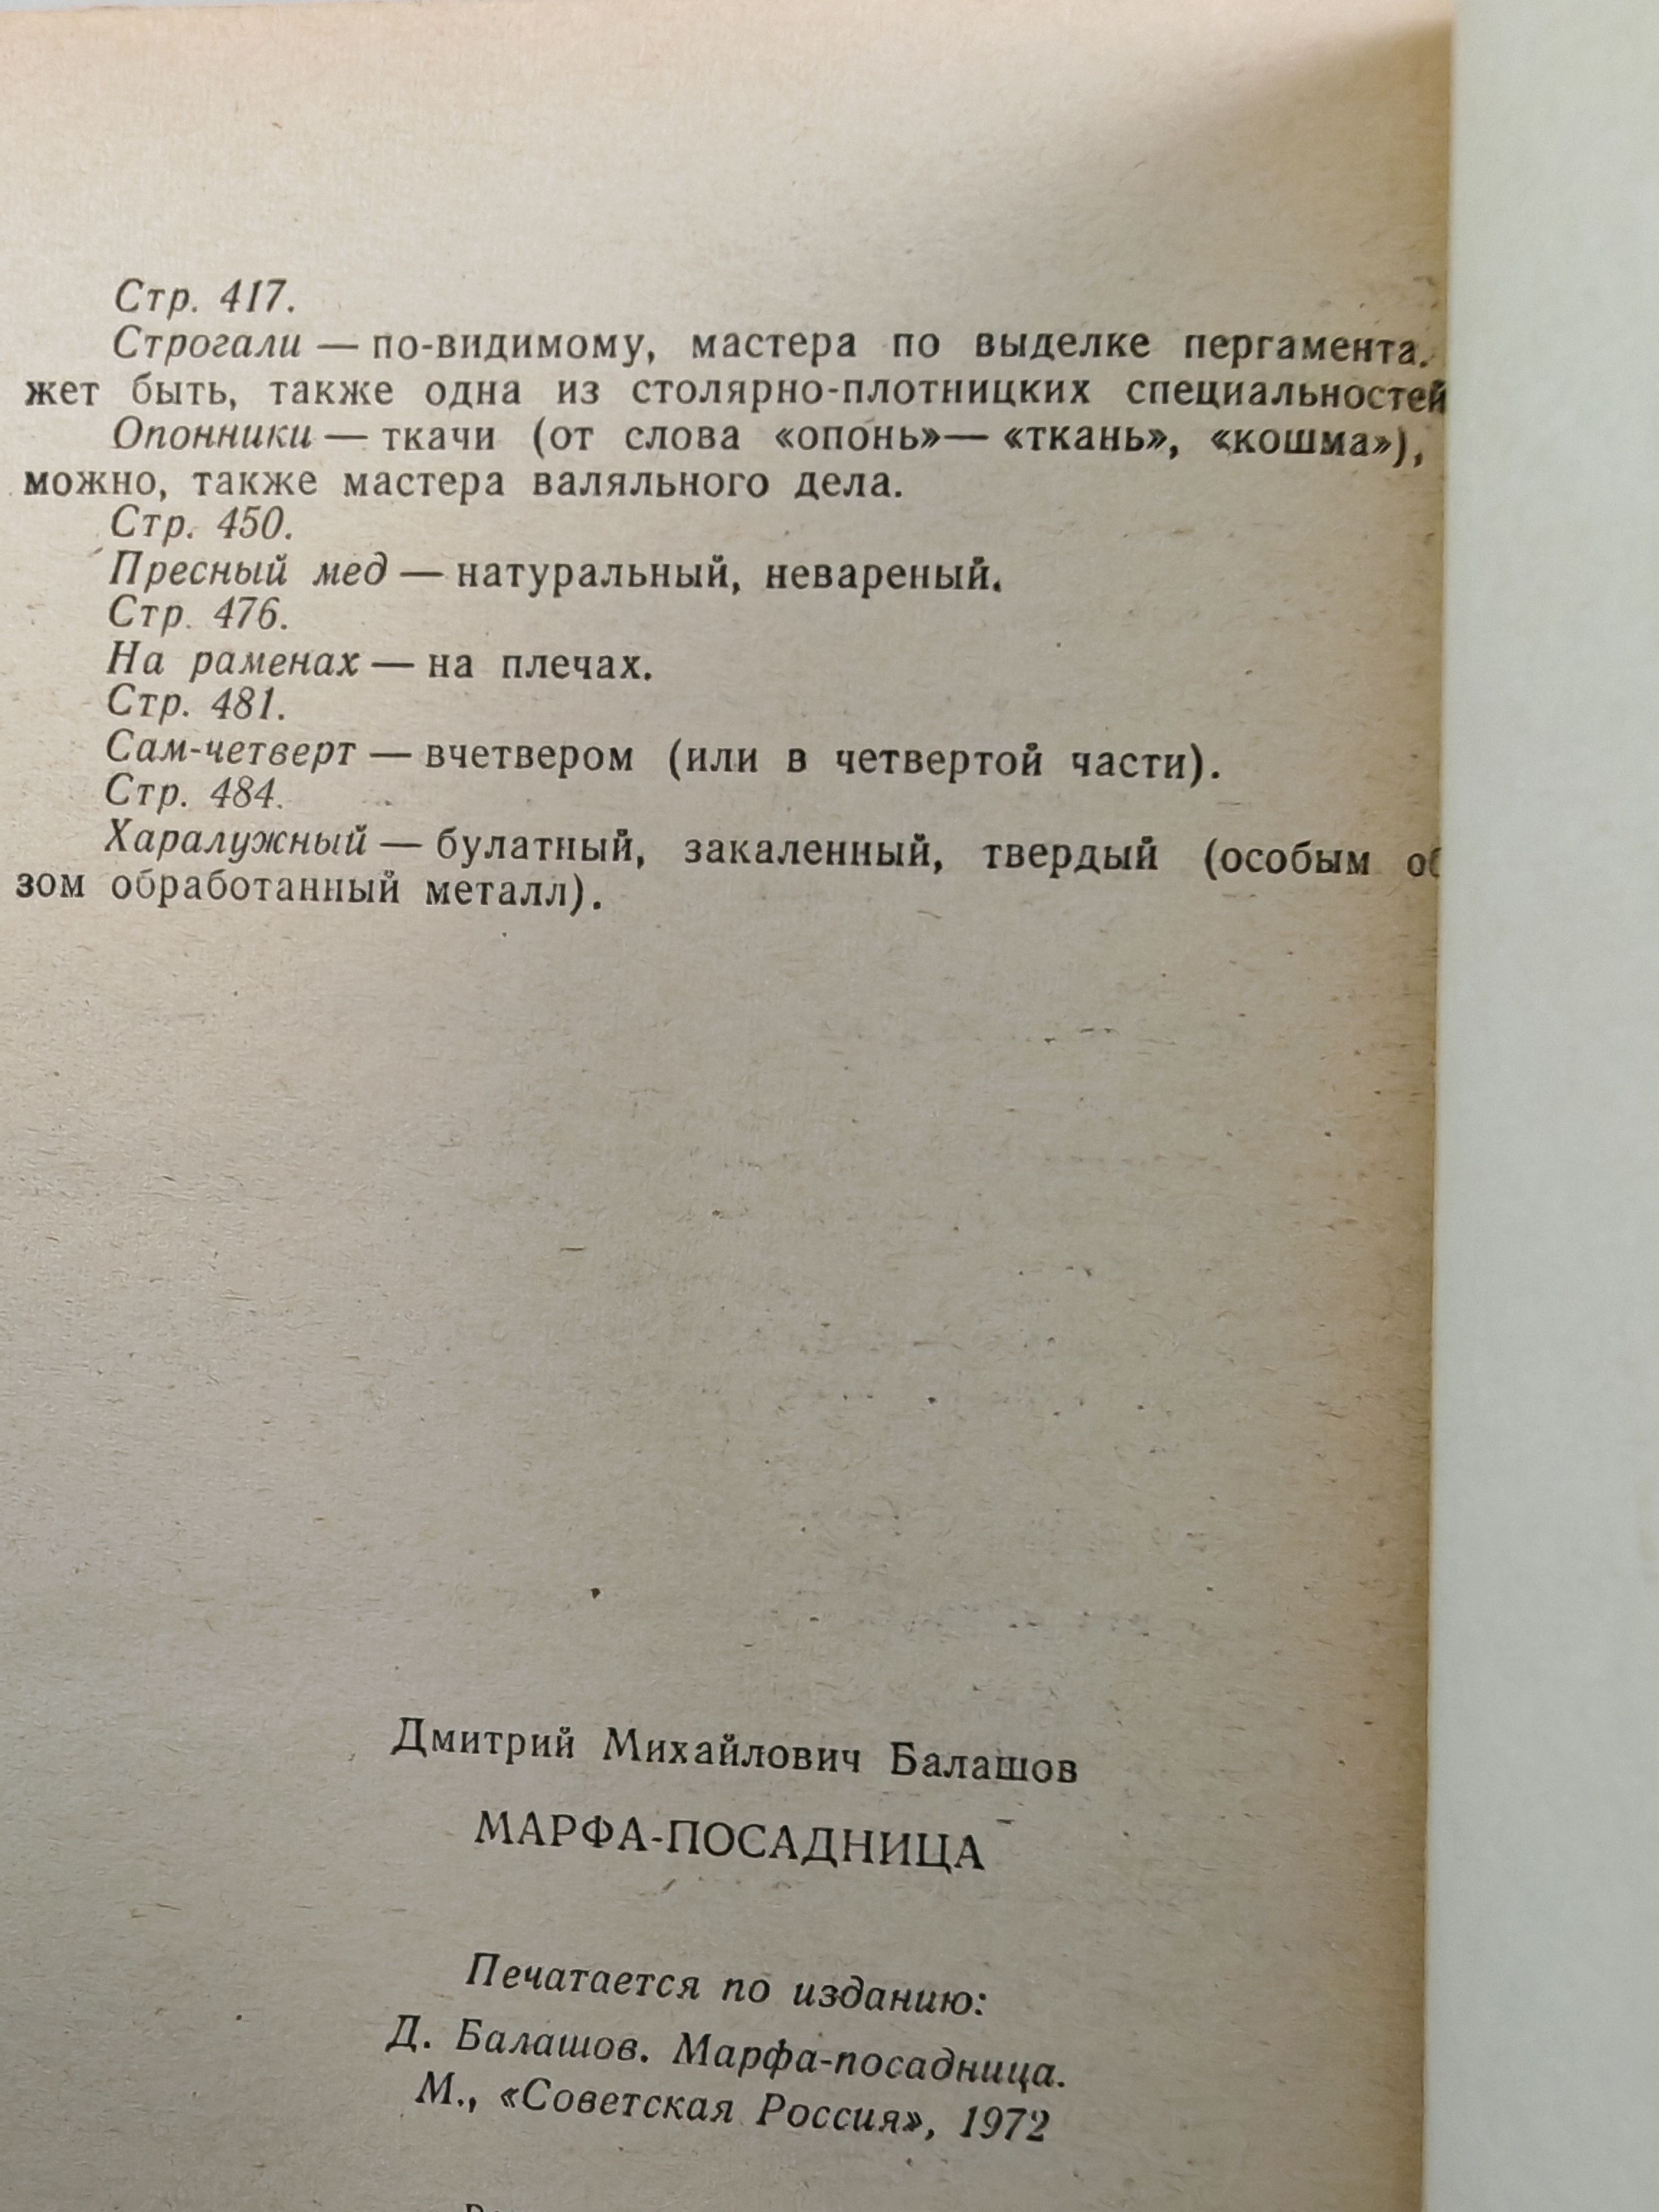 Стр. 417.
Строгали — по-видимому, мастера по выделке пергамента.
жет быть, также одна из столярно-плотницких специальностей
Опонники — ткачи (от слова «опонь» — «ткань», «кошма»),
можно, также мастера валяльного дела.
Стр. 450.
Пресный мед — натуральный, невареный.
Стр. 476.
На раменах — на плечах.
Стр. 481.
Сам-четверт — вчетвером (или в четвертой части).
Стр. 484.
Харалужный — булатный, закаленный, твердый (особым об
зом обработанный металл).
Дмитрий Михайлович Балашов
МАРФА-ПОСАДНИЦА
Печатается по изданию:
Д. Балашов. Марфа-посадница.
М., «Советская Россия», 1972